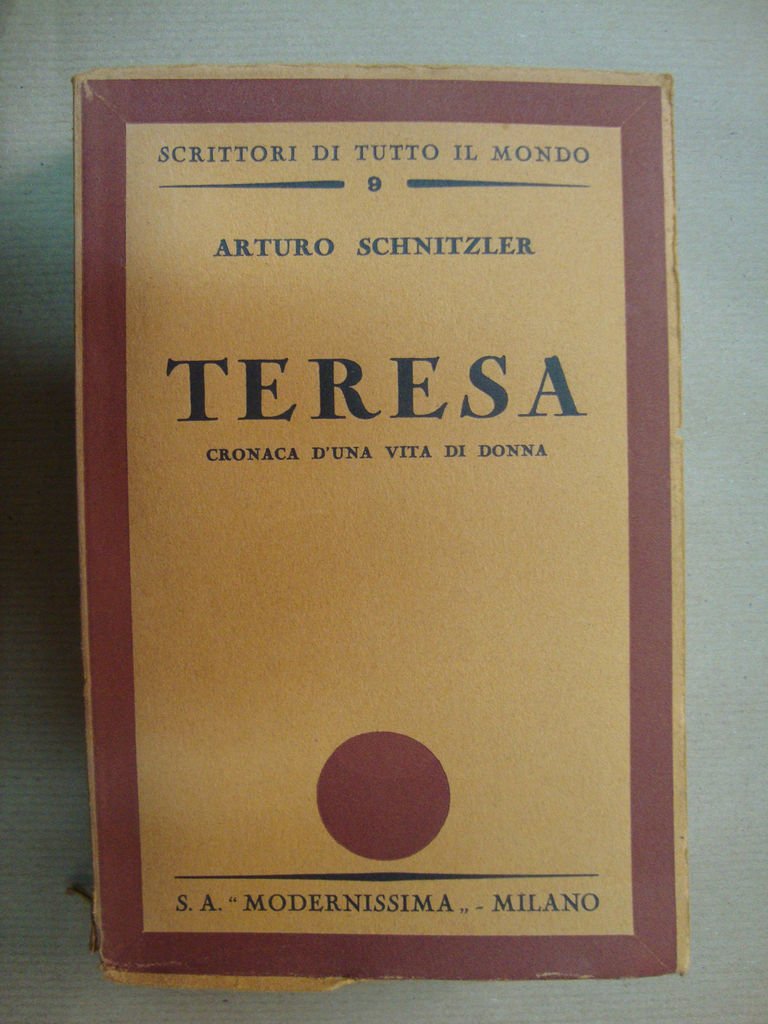 SCRITTORI DI TUTTO IL MONDO
9
ARTURO SCHNITZLER
TERESA
CRONACA D'UNA VITA DI DONNA
S. A. “ MODERNISSIMA „ - MILANO